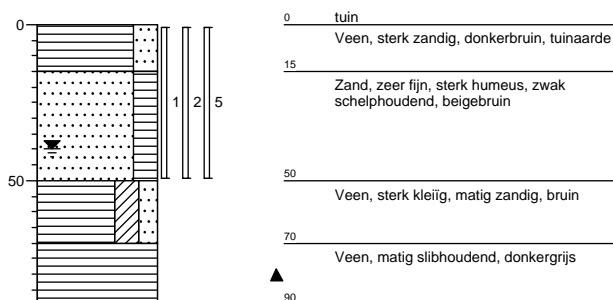 0
50
1
2
5
0
tuin
Veen, sterk zandig, donkerbruin, tuinaarde
15
Zand, zeer fijn, sterk humeus, zwak
schelphoudend, beigebruin
50
Veen, sterk kleiïg, matig zandig, bruin
70
Veen, matig slibhoudend, donkergrijs
90